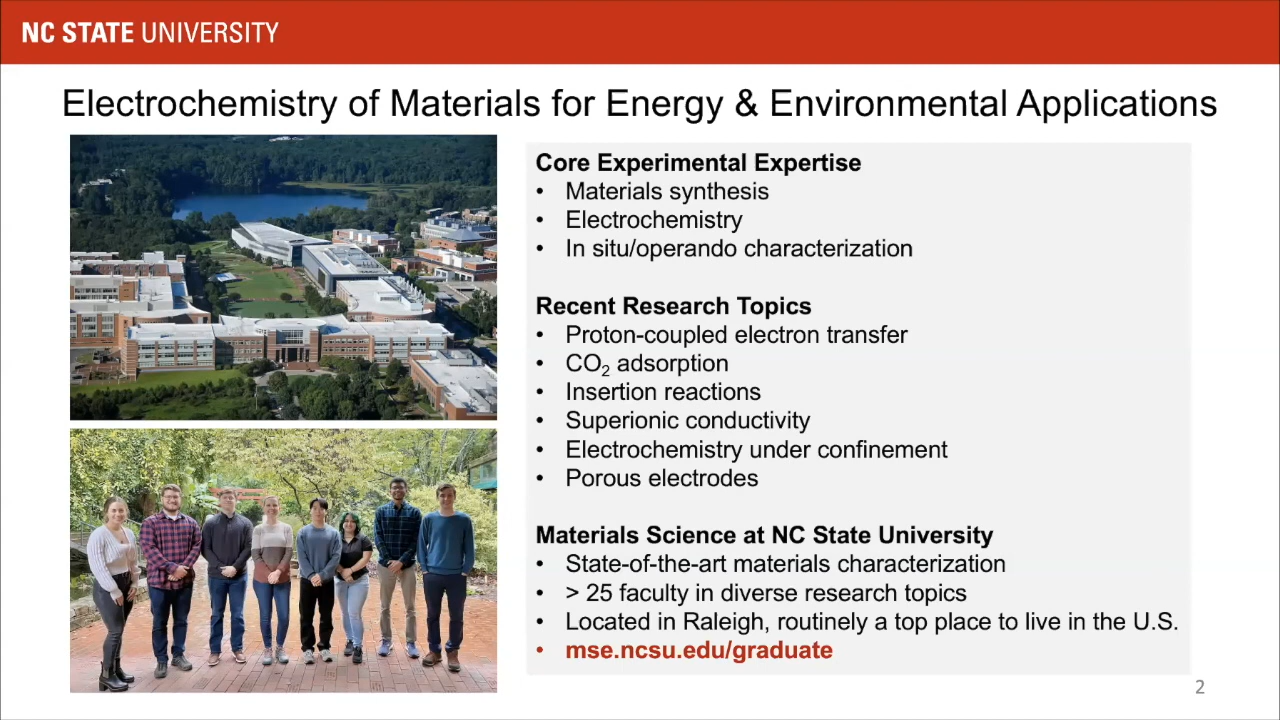 NC STATE UNIVERSITY
Electrochemistry of Materials for Energy & Environmental Applications
Core Experimental Expertise
• Materials synthesis
• Electrochemistry
• In situ/operando characterization
Recent Research Topics
• Proton-coupled electron transfer
• CO₂ adsorption
• Insertion reactions
• Superionic conductivity
• Electrochemistry under confinement
• Porous electrodes
Materials Science at NC State University
• State-of-the-art materials characterization
• > 25 faculty in diverse research topics
• Located in Raleigh, routinely a top place to live in the U.S.
• mse.ncsu.edu/graduate
2